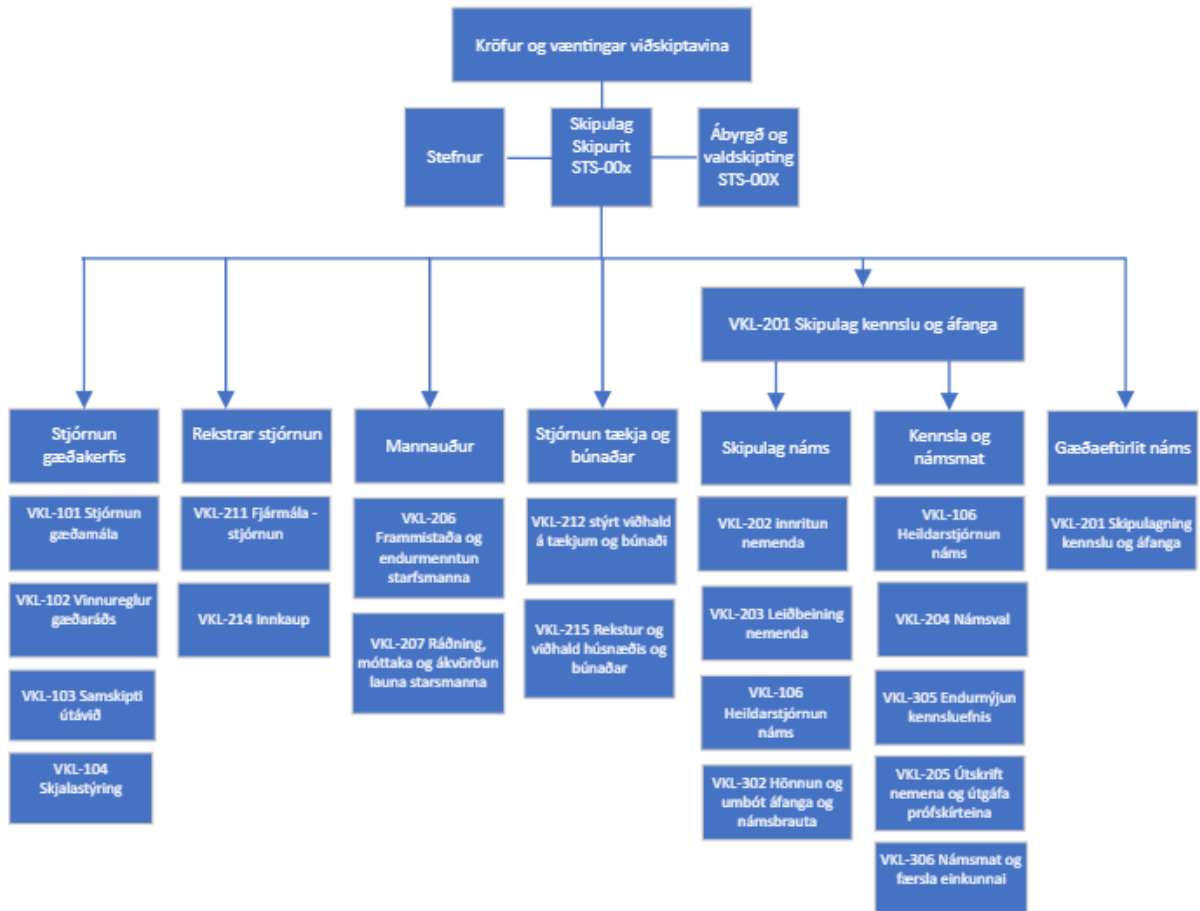 Kröfur og væntingar viðskiptavina
Stefnur
Skipulag
Skipurit
STS-00x
Ábyrgð og
valdskipting
STS-00X
VKL-201 Skipulag kennslu og áfanga
Stjórnun
gæðakerfis
VKL-101 Stjórnun
gæðamála
VKL-102 Vinnureglur
gæðaráðs
VKL-103 Samskipti
útávið
VKL-104
Skjalastýring
Rekstrar stjórnun
VKL-211 Fjármála -
stjórnun
VKL-214 Innkaup
Mannauður
VKL-206
Frammistaða og
endurmenntun
starfsmanna
VKL-207 Ráðning,
móttaka og ákvörðun
launa starsmanna
Stjórnun tækja og
búnaðar
VKL-212 stýrt viðhald
á tækjum og búnaði
VKL-215 Rekstur og
viðhald húsnæðis og
búnaðar
Skipulag náms
VKL-202 innritun
nemenda
VKL-203 Leiðbeining
nemenda
VKL-106
Heildarstjórnun
náms
VKL-302 Hönnun og
umbót áfanga og
námsbrauta
Kennsla og
námsmat
VKL-106
Heildarstjórnun
náms
VKL-204 Námsval
VKL-305 Endurnýjun
kennsluefnis
VKL-205 Útskrift
nemena og útgáfa
prófskírteina
VKL-306 Námsmat og
færsla einkunnai
Gæðaeftirlit náms
VKL-201 Skipulagning
kennslu og áfanga